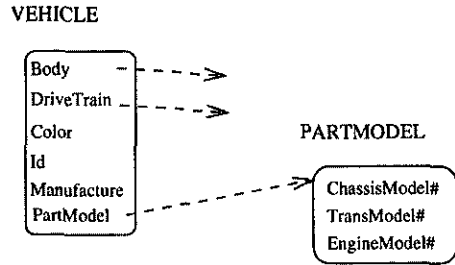 VEHICLE
Body
DriveTrain
Color
Id
Manufacture
PartModel
PARTMODEL
ChassisModel#
TransModel#
EngineModel#